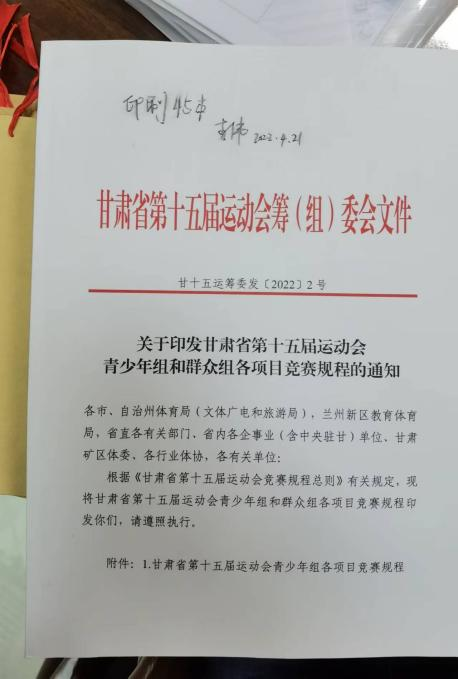 印刷45本
2022.4.21
甘肃省第十五届运动会筹（组）委会文件
甘十五运筹委发〔2022〕2号
关于印发甘肃省第十五届运动会
青少年组和群众组各项目竞赛规程的通知
各市、自治州体育局（文体广电和旅游局），兰州新区教育体育
局，省直各有关部门、省内各企事业（含中央驻甘）单位、甘肃
矿区体委、各行业体协，各有关单位：
根据《甘肃省第十五届运动会竞赛规程总则》有关规定，现
将甘肃省第十五届运动会青少年组和群众组各项目竞赛规程印
发你们，请遵照执行。
附件：1.甘肃省第十五届运动会青少年组各项目竞赛规程